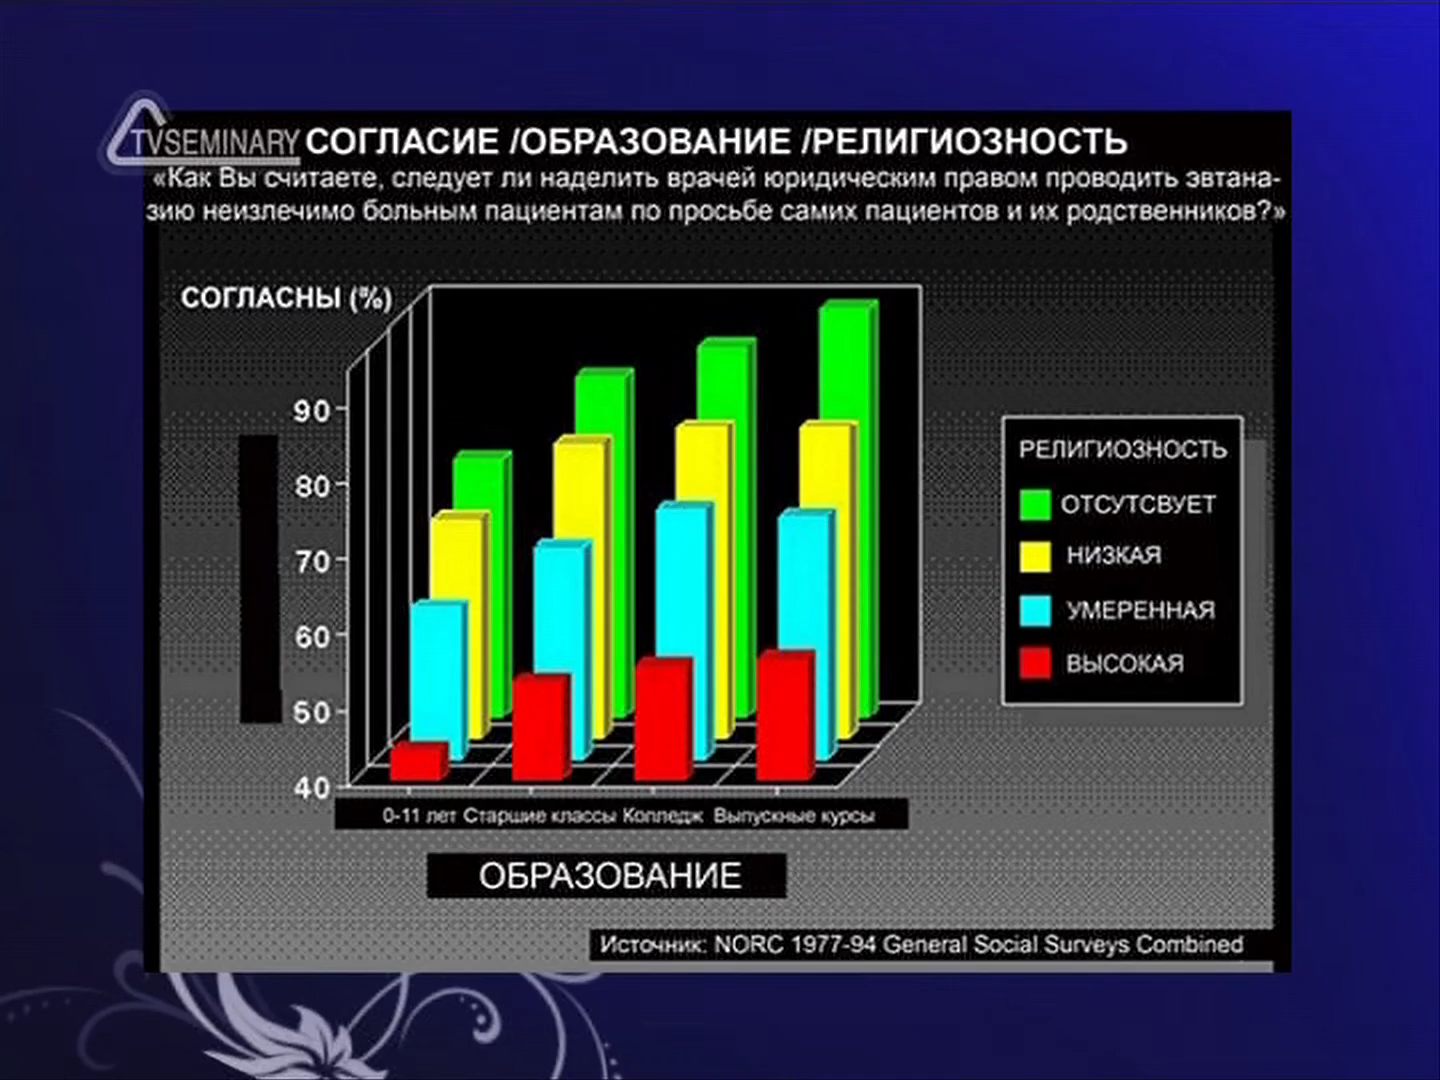 TVSEMINARY
СОГЛАСИЕ /ОБРАЗОВАНИЕ /РЕЛИГИОЗНОСТЬ
«Как Вы считаете, следует ли наделить врачей юридическим правом проводить эвтана-
зию неизлечимо больным пациентам по просьбе самих пациентов и их родственников?»
СОГЛАСНЫ (%)
90
80
70
60
50
40
РЕЛИГИОЗНОСТЬ
ОТСУТСВУЕТ
НИЗКАЯ
УМЕРЕННАЯ
ВЫСОКАЯ
0-11 лет Старшие классы Колледж Выпускные курсы
ОБРАЗОВАНИЕ
Источник: NORC 1977-94 General Social Surveys Combined